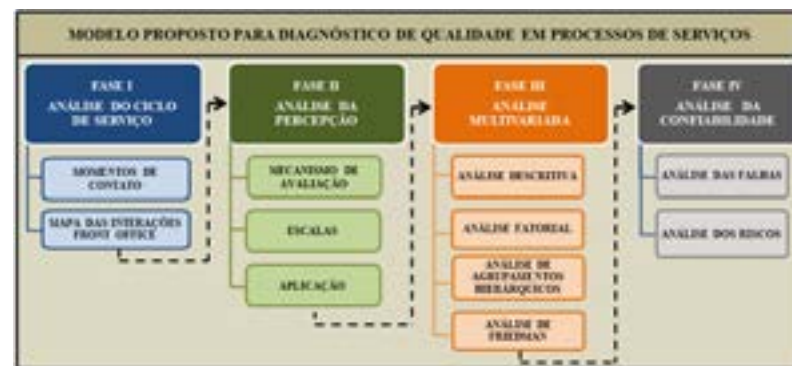 MODELO PROPOSTO PARA DIAGNÓSTICO DE QUALIDADE EM PROCESSOS DE SERVIÇOS
FASE I
ANÁLISE DO CICLO
DE SERVIÇO
MOMENTOS DE
CONTATO
MAPA DAS INTERAÇÕES
FRONT OFFICE
FASE II
ANÁLISE DA
PERCEPÇÃO
MECANISMO DE
AVALIAÇÃO
ESCALAS
APLICAÇÃO
FASE III
ANÁLISE
MULTIVARIADA
ANÁLISE DESCRITIVA
ANÁLISE FATORIAL
ANÁLISE DE
AGRUPAMENTOS
HIERÁRQUICOS
ANÁLISE DE
FRIEDMAN
FASE IV
ANÁLISE DA
CONFIABILIDADE
ANÁLISE DAS FALHAS
ANÁLISE DOS RISCOS